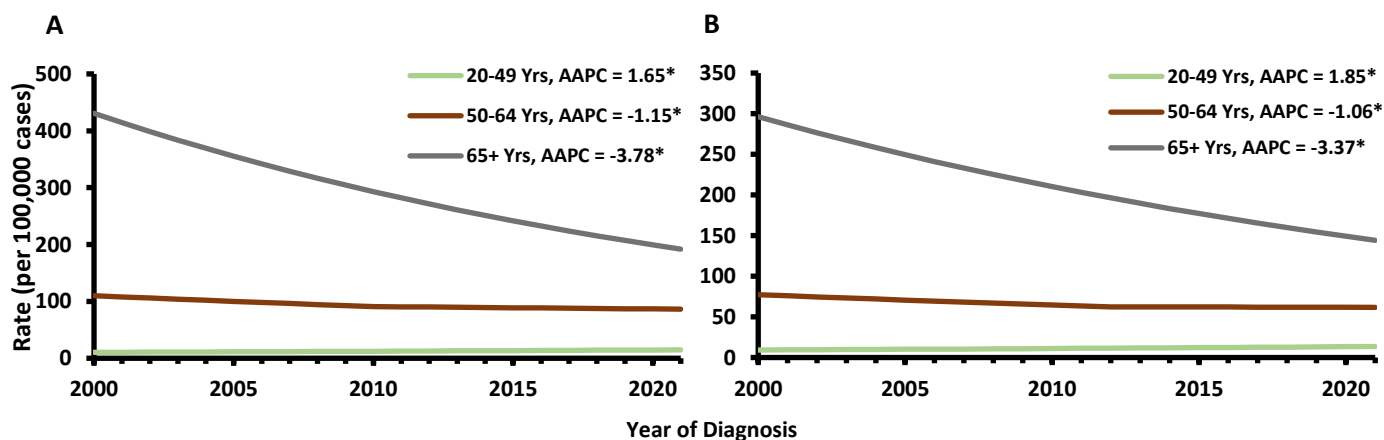 A
500
400
300
200
100
0
Rate (per 100,000 cases)
20-49 Yrs, AAPC = 1.65*
50-64 Yrs, AAPC = -1.15*
65+ Yrs, AAPC = -3.78*
2000 2005 2010 2015 2020
B
350
300
250
200
150
100
50
0
20-49 Yrs, AAPC = 1.85*
50-64 Yrs, AAPC = -1.06*
65+ Yrs, AAPC = -3.37*
2000 2005 2010 2015 2020
Year of Diagnosis